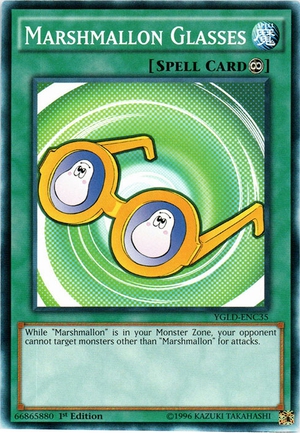 MARSHMALLON GLASSES
[SPELL CARD]
YGLD-ENC35
While "Marshmallon" is in your Monster Zone, your opponent
cannot target monsters other than "Marshmallon" for attacks.
66865880 1st Edition ©1996 KAZUKI TAKAHASHI